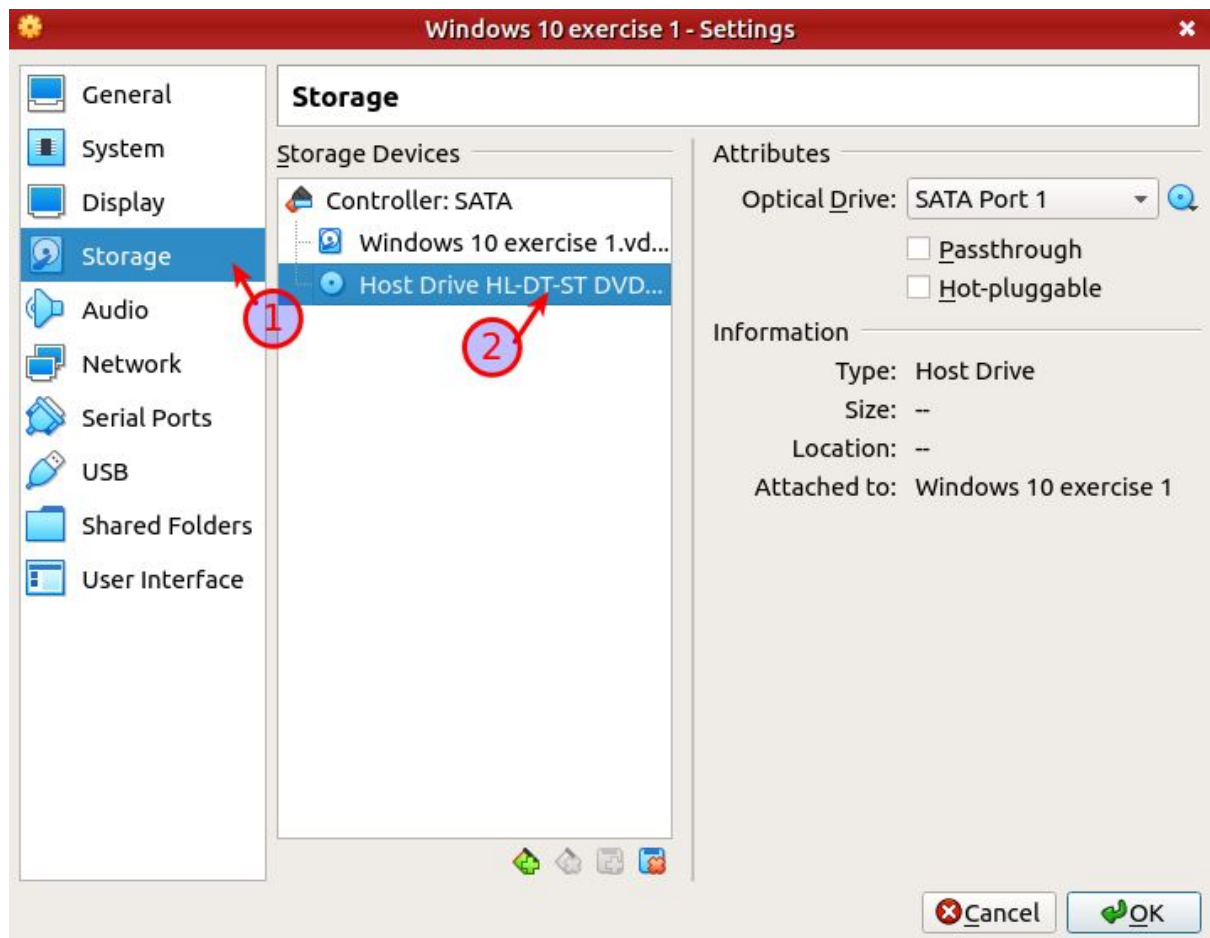 Windows 10 exercise 1 - Settings
General
System
Display
Storage
Audio
Network
Serial Ports
USB
Shared Folders
User Interface
Storage
Storage Devices
Controller: SATA
Windows 10 exercise 1.vd...
Host Drive HL-DT-ST DVD...
1
2
Attributes
Optical Drive: SATA Port 1
Passthrough
Hot-pluggable
Information
Type: Host Drive
Size: --
Location: --
Attached to: Windows 10 exercise 1
Cancel
OK